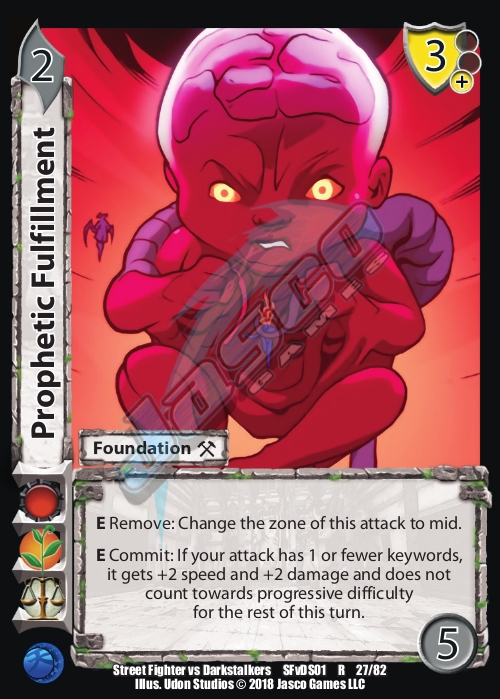 2
3
+
Prophetic Fulfillment
Jasco
GAMES
Foundation
E Remove: Change the zone of this attack to mid.
E Commit: If your attack has 1 or fewer keywords,
it gets +2 speed and +2 damage and does not
count towards progressive difficulty
for the rest of this turn.
5
Street Fighter vs Darkstalkers SFvDS01 R 27/82
Illus. Udon Studios © 2018 Jasco Games LLC